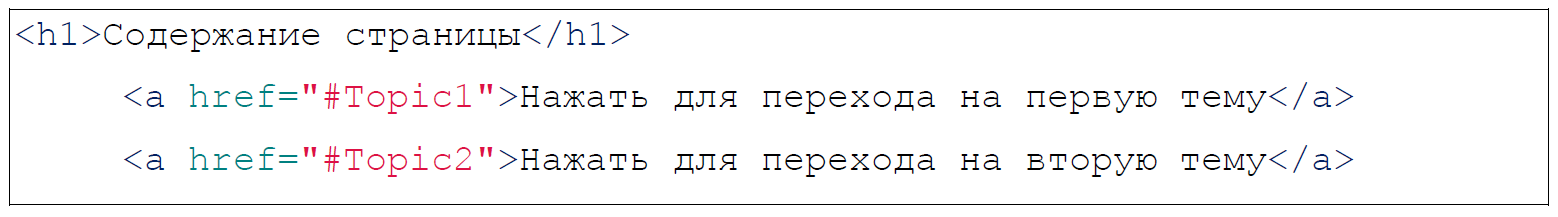 <h1>Содержание страницы</h1>
<a href="#Topic1">Нажать для перехода на первую тему</a>
<a href="#Topic2">Нажать для перехода на вторую тему</a>